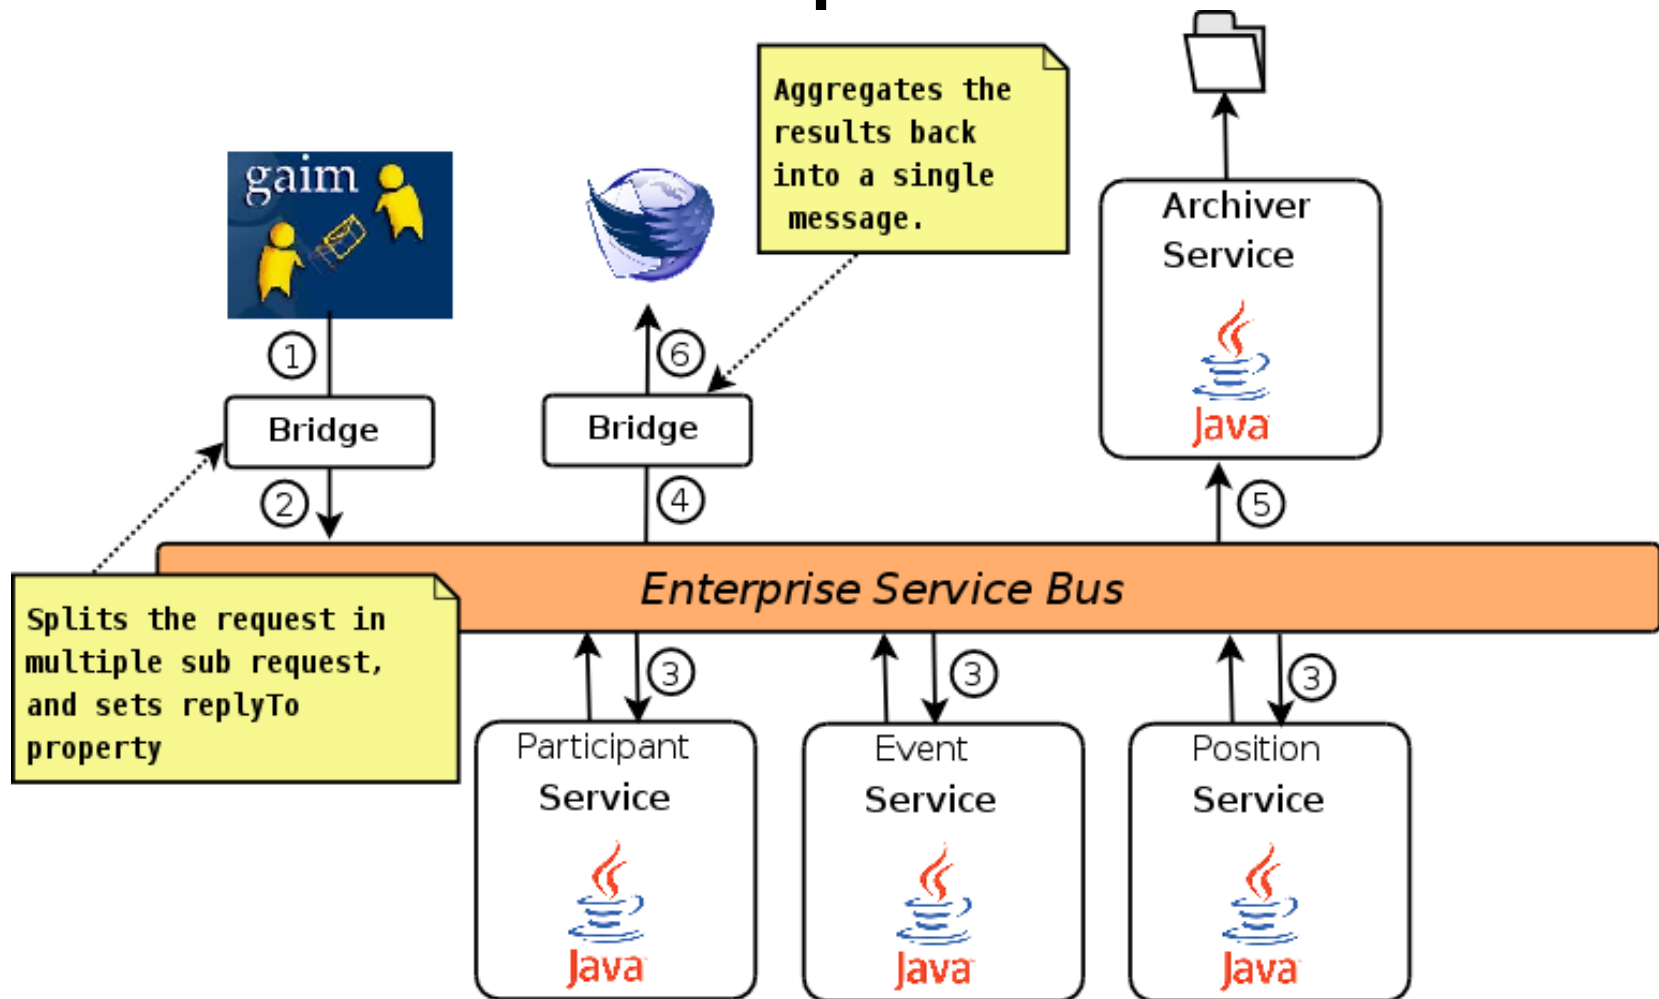 Aggregates the
results back
into a single
message.
gaim
Archiver
Service
Java
1
6
Bridge
Bridge
2
4
5
Enterprise Service Bus
Splits the request in
multiple sub request,
and sets replyTo
property
3
3
3
Participant
Service
Java
Event
Service
Java
Position
Service
Java